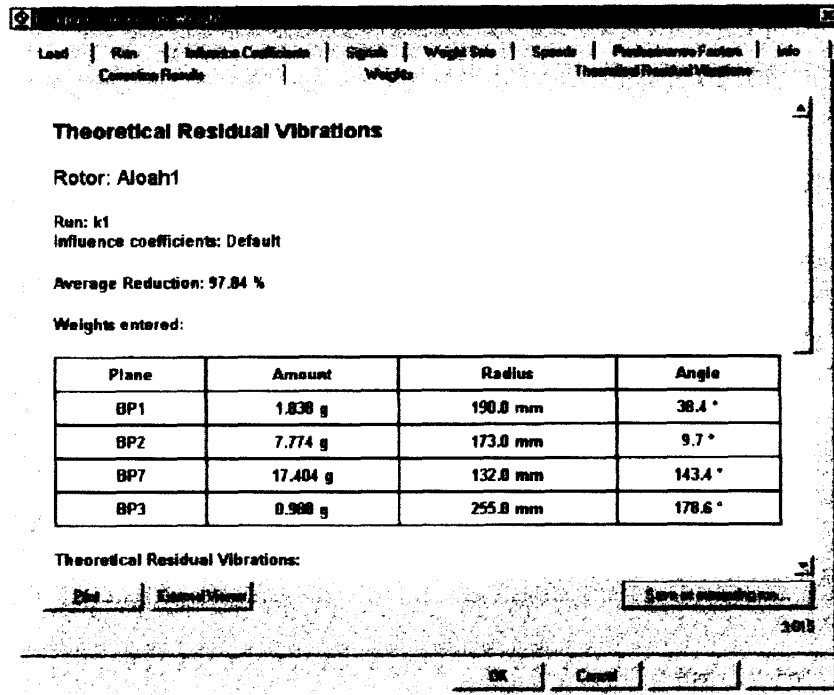 Load | Run | Influence Coefficients | Signals | Weight Sets | Speeds | Performance Factors | Info
Correction Results | Weights | Theoretical Residual Vibrations
Theoretical Residual Vibrations
Rotor: Aloah1
Run: k1
Influence coefficients: Default
Average Reduction: 97.84 %
Weights entered:
Plane Amount Radius Angle
BP1 1.838 g 190.0 mm 38.4 °
BP2 7.774 g 173.0 mm 9.7 °
BP7 17.404 g 132.0 mm 143.4 °
BP3 0.988 g 255.0 mm 178.6 °
Theoretical Residual Vibrations:
Print ... External Viewer
OK Cancel